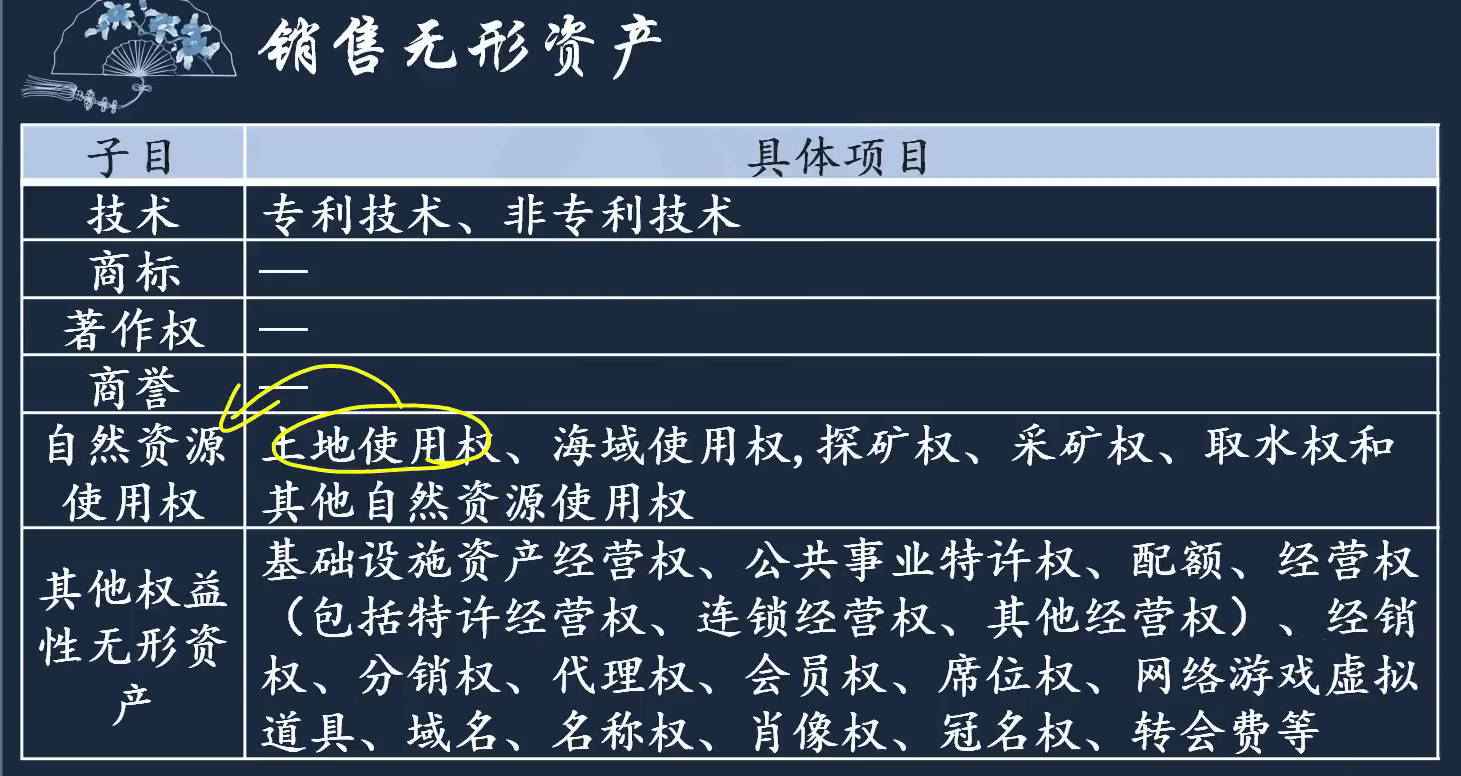 销售无形资产
子目
具体项目
技术
专利技术、非专利技术
商标
—
著作权
—
商誉
—
自然资源
使用权
土地使用权、海域使用权,探矿权、采矿权、取水权和
其他自然资源使用权
其他权益
性无形资
产
基础设施资产经营权、公共事业特许权、配额、经营权
（包括特许经营权、连锁经营权、其他经营权）、经销
权、分销权、代理权、会员权、席位权、网络游戏虚拟
道具、域名、名称权、肖像权、冠名权、转会费等